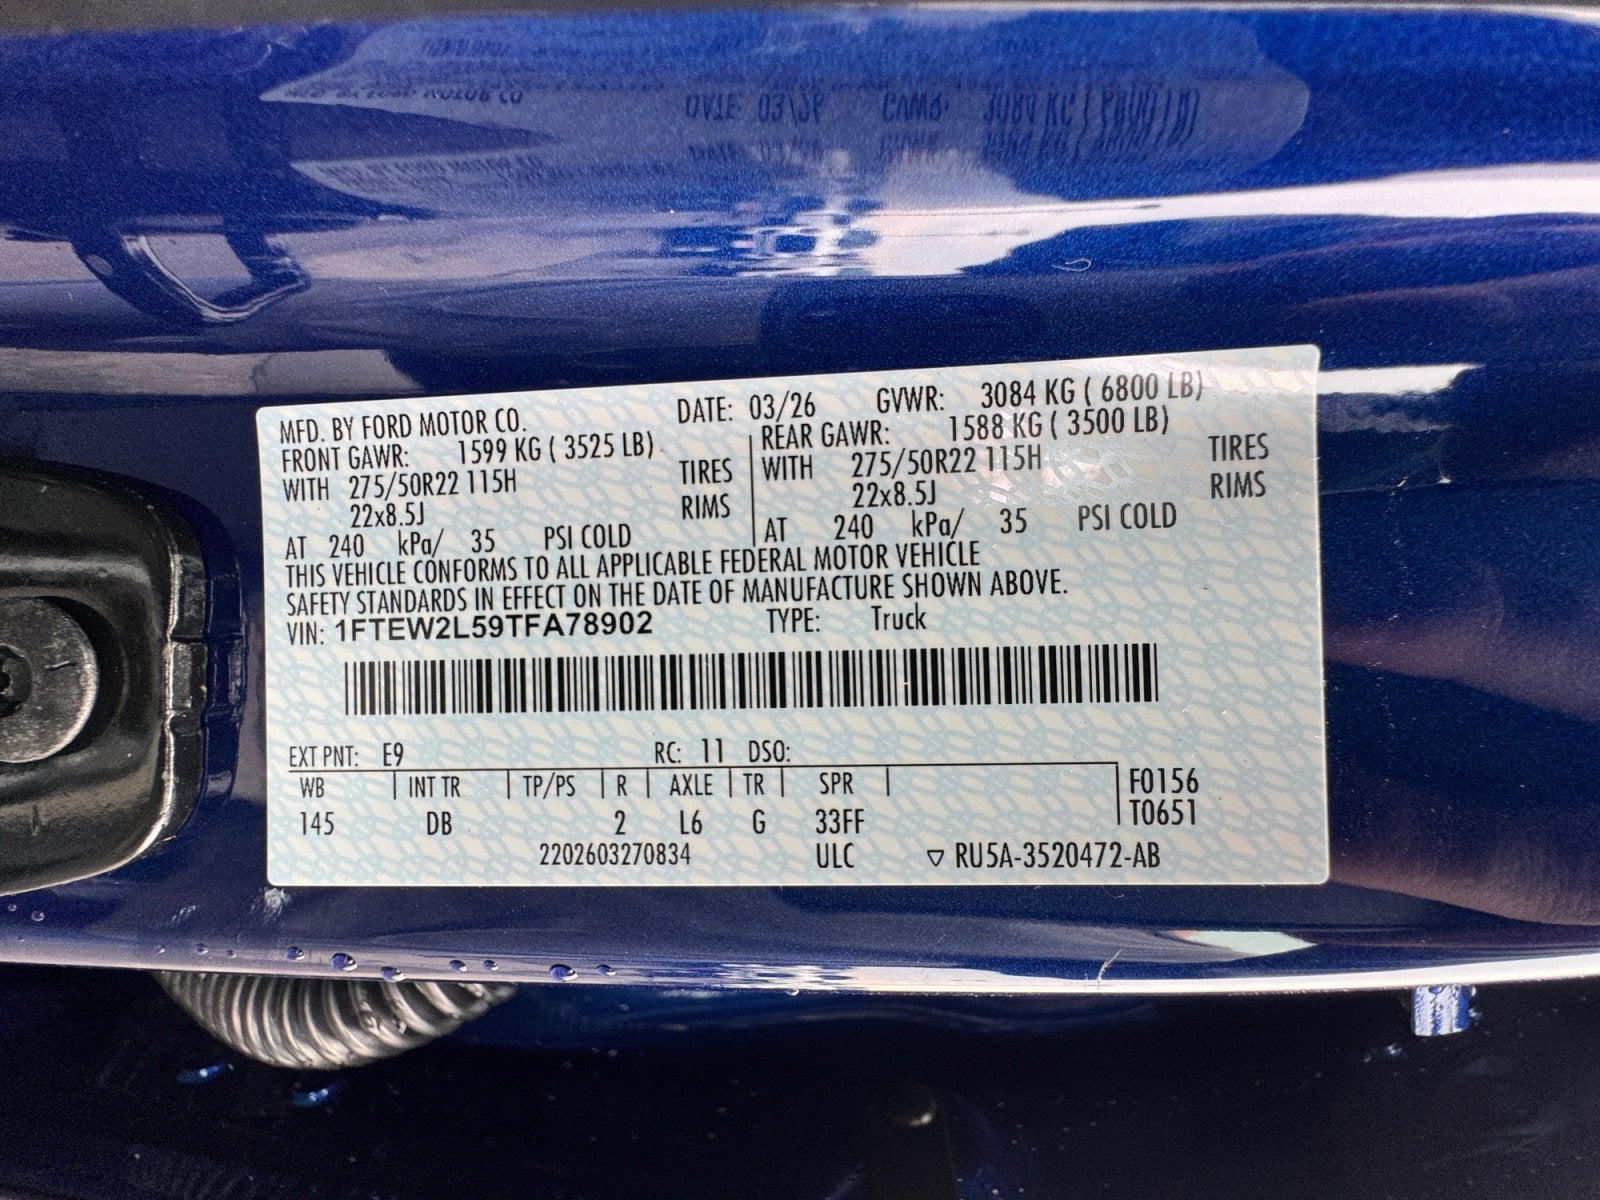 MFD. BY FORD MOTOR CO. DATE: 03/26 GVWR: 3084 KG ( 6800 LB)
FRONT GAWR: 1599 KG ( 3525 LB) REAR GAWR: 1588 KG ( 3500 LB)
WITH 275/50R22 115H TIRES WITH 275/50R22 115H TIRES
22x8.5J RIMS 22x8.5J RIMS
AT 240 kPa/ 35 PSI COLD AT 240 kPa/ 35 PSI COLD
THIS VEHICLE CONFORMS TO ALL APPLICABLE FEDERAL MOTOR VEHICLE
SAFETY STANDARDS IN EFFECT ON THE DATE OF MANUFACTURE SHOWN ABOVE.
VIN: 1FTEW2L59TFA78902 TYPE: Truck
EXT PNT: E9 RC: 11 DSO:
WB INT TR TP/PS R AXLE TR SPR F0156
145 DB 2 L6 G 33FF T0651
2202603270834 ULC ▽ RU5A-3520472-AB